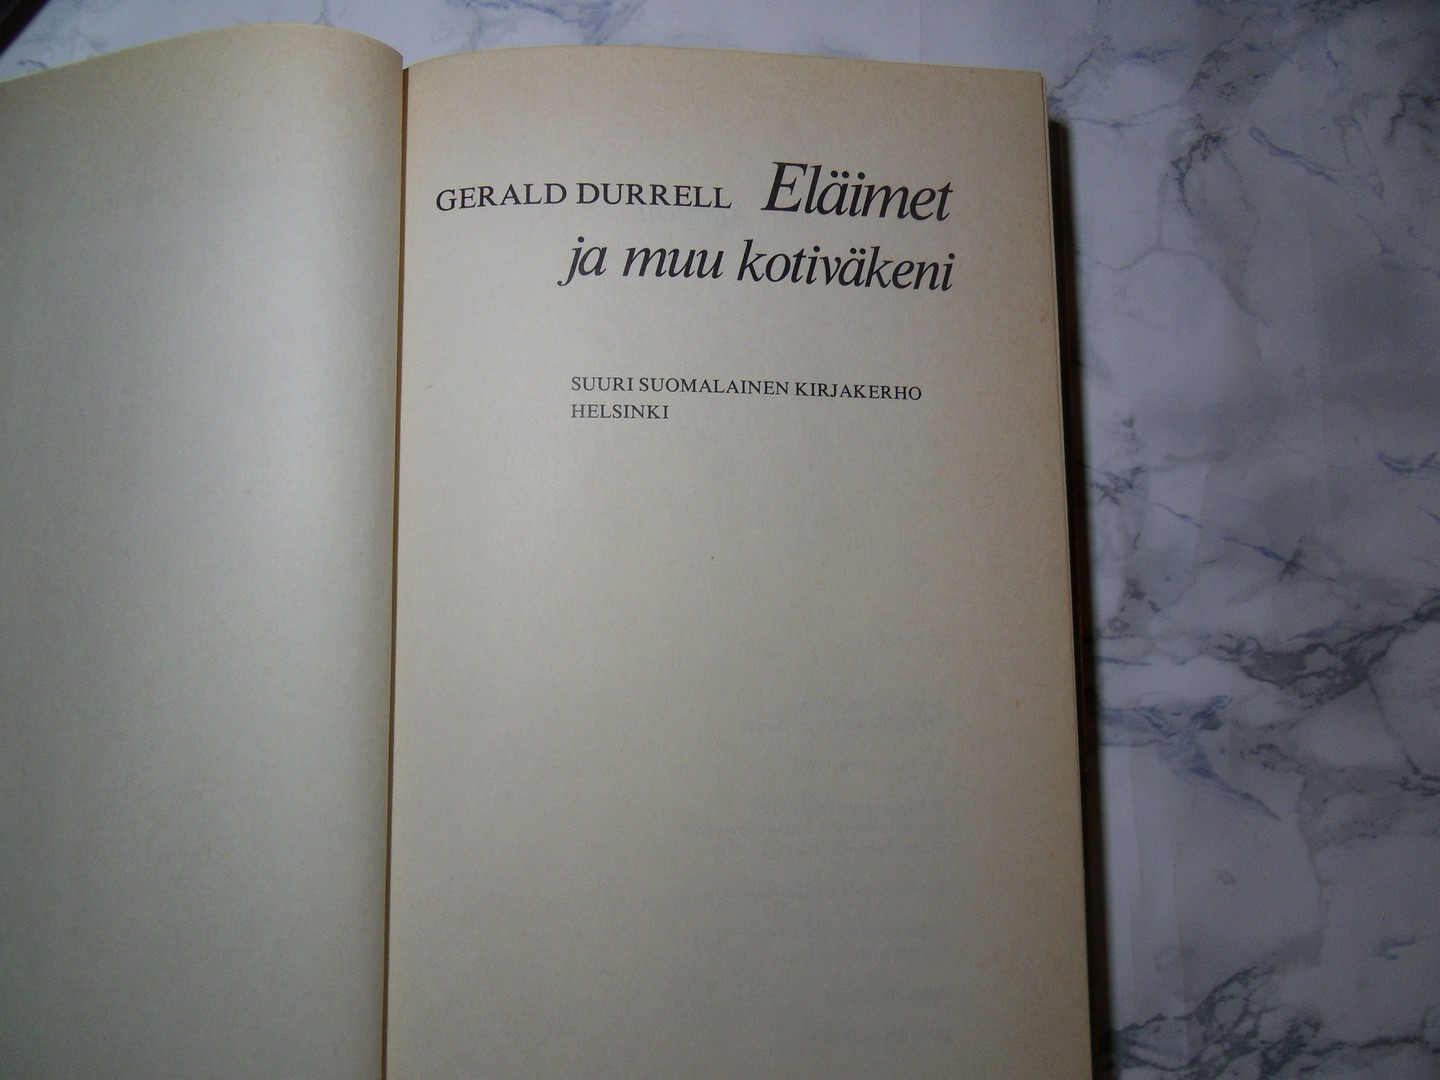 GERALD DURRELL Eläimet
ja muu kotiväkeni
SUURI SUOMALAINEN KIRJAKERHO
HELSINKI